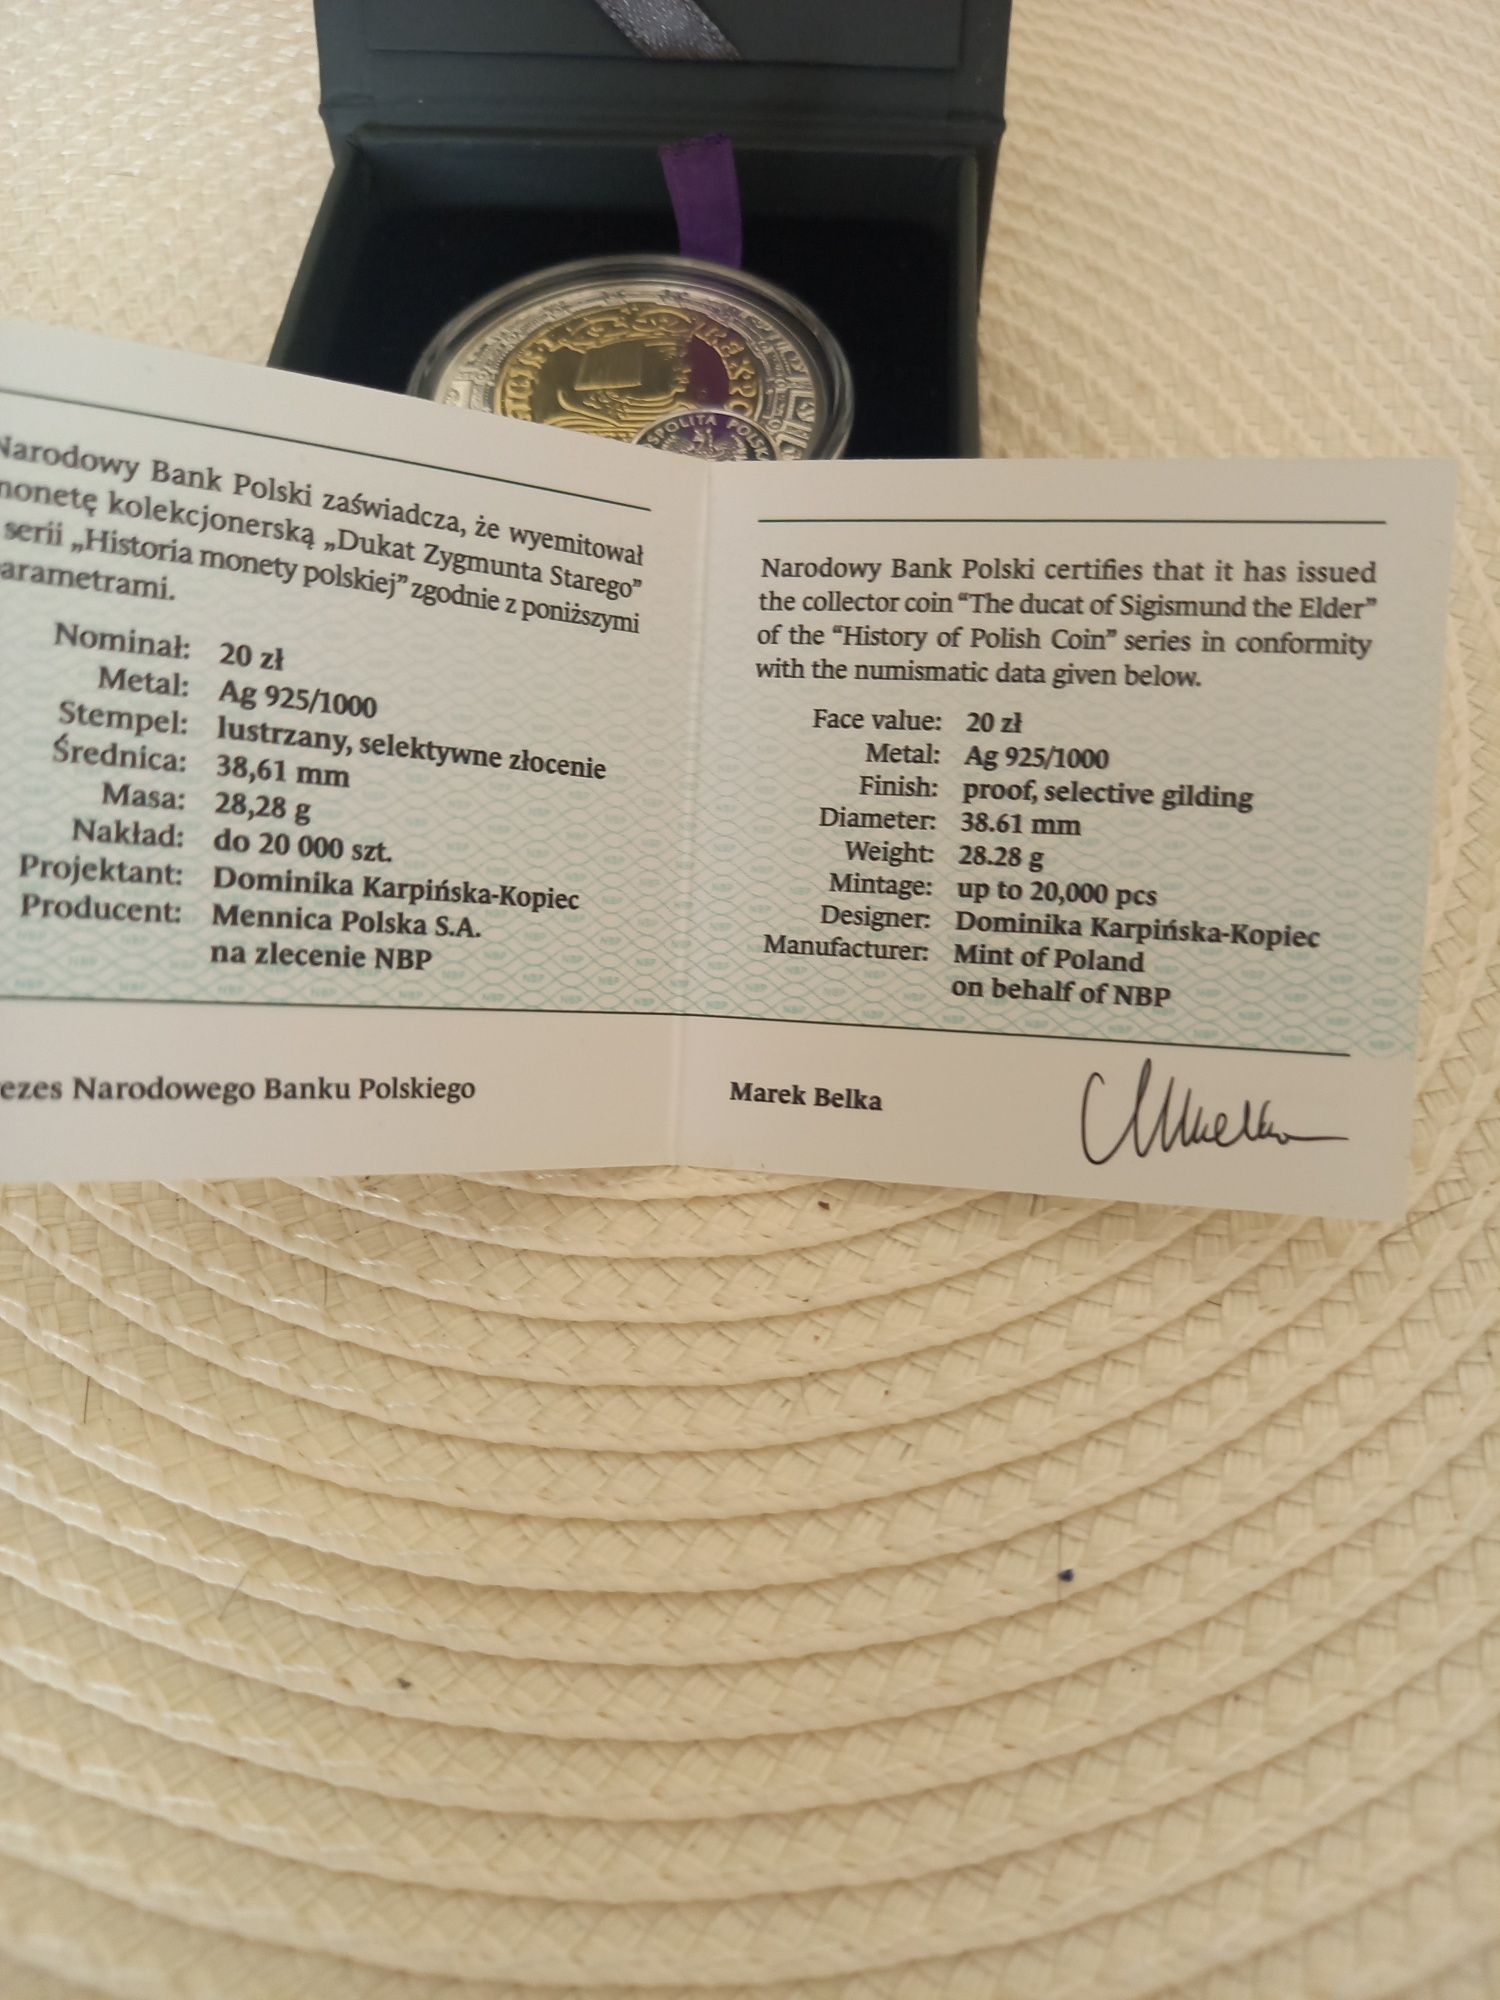 SPOLITA POLSK
Narodowy Bank Polski zaświadcza, że wyemitował
monetę kolekcjonerską „Dukat Zygmunta Starego”
serii „Historia monety polskiej” zgodnie z poniższymi
arametrami.
Nominał: 20 zł
Metal: Ag 925/1000
Stempel: lustrzany, selektywne złocenie
Średnica: 38,61 mm
Masa: 28,28 g
Nakład: do 20 000 szt.
Projektant: Dominika Karpińska-Kopiec
Producent: Mennica Polska S.A.
na zlecenie NBP
ezes Narodowego Banku Polskiego
Narodowy Bank Polski certifies that it has issued
the collector coin “The ducat of Sigismund the Elder”
of the “History of Polish Coin” series in conformity
with the numismatic data given below.
Face value: 20 zł
Metal: Ag 925/1000
Finish: proof, selective gilding
Diameter: 38.61 mm
Weight: 28.28 g
Mintage: up to 20,000 pcs
Designer: Dominika Karpińska-Kopiec
Manufacturer: Mint of Poland
on behalf of NBP
Marek Belka